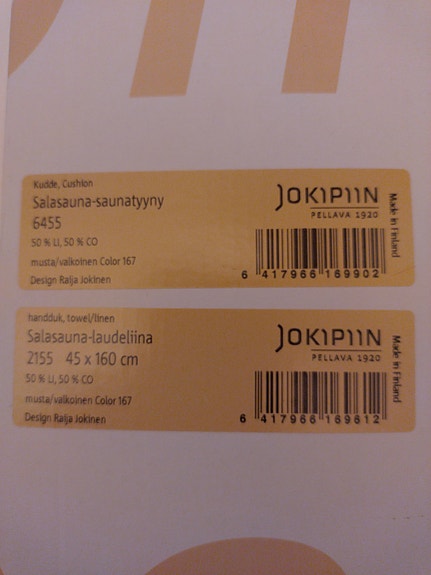 Kudde, Cushion
Salasauna-saunatyyny
6455
50 % LI, 50 % CO
musta/valkoinen Color 167
Design Raija Jokinen
JOKIPIIN
PELLAVA 1920
Made in Finland
6 417966 169902
handduk, towel/linen
Salasauna-laudeliina
2155 45 x 160 cm
50 % LI, 50 % CO
musta/valkoinen Color 167
Design Raija Jokinen
JOKIPIIN
PELLAVA 1920
Made in Finland
6 417966 169612